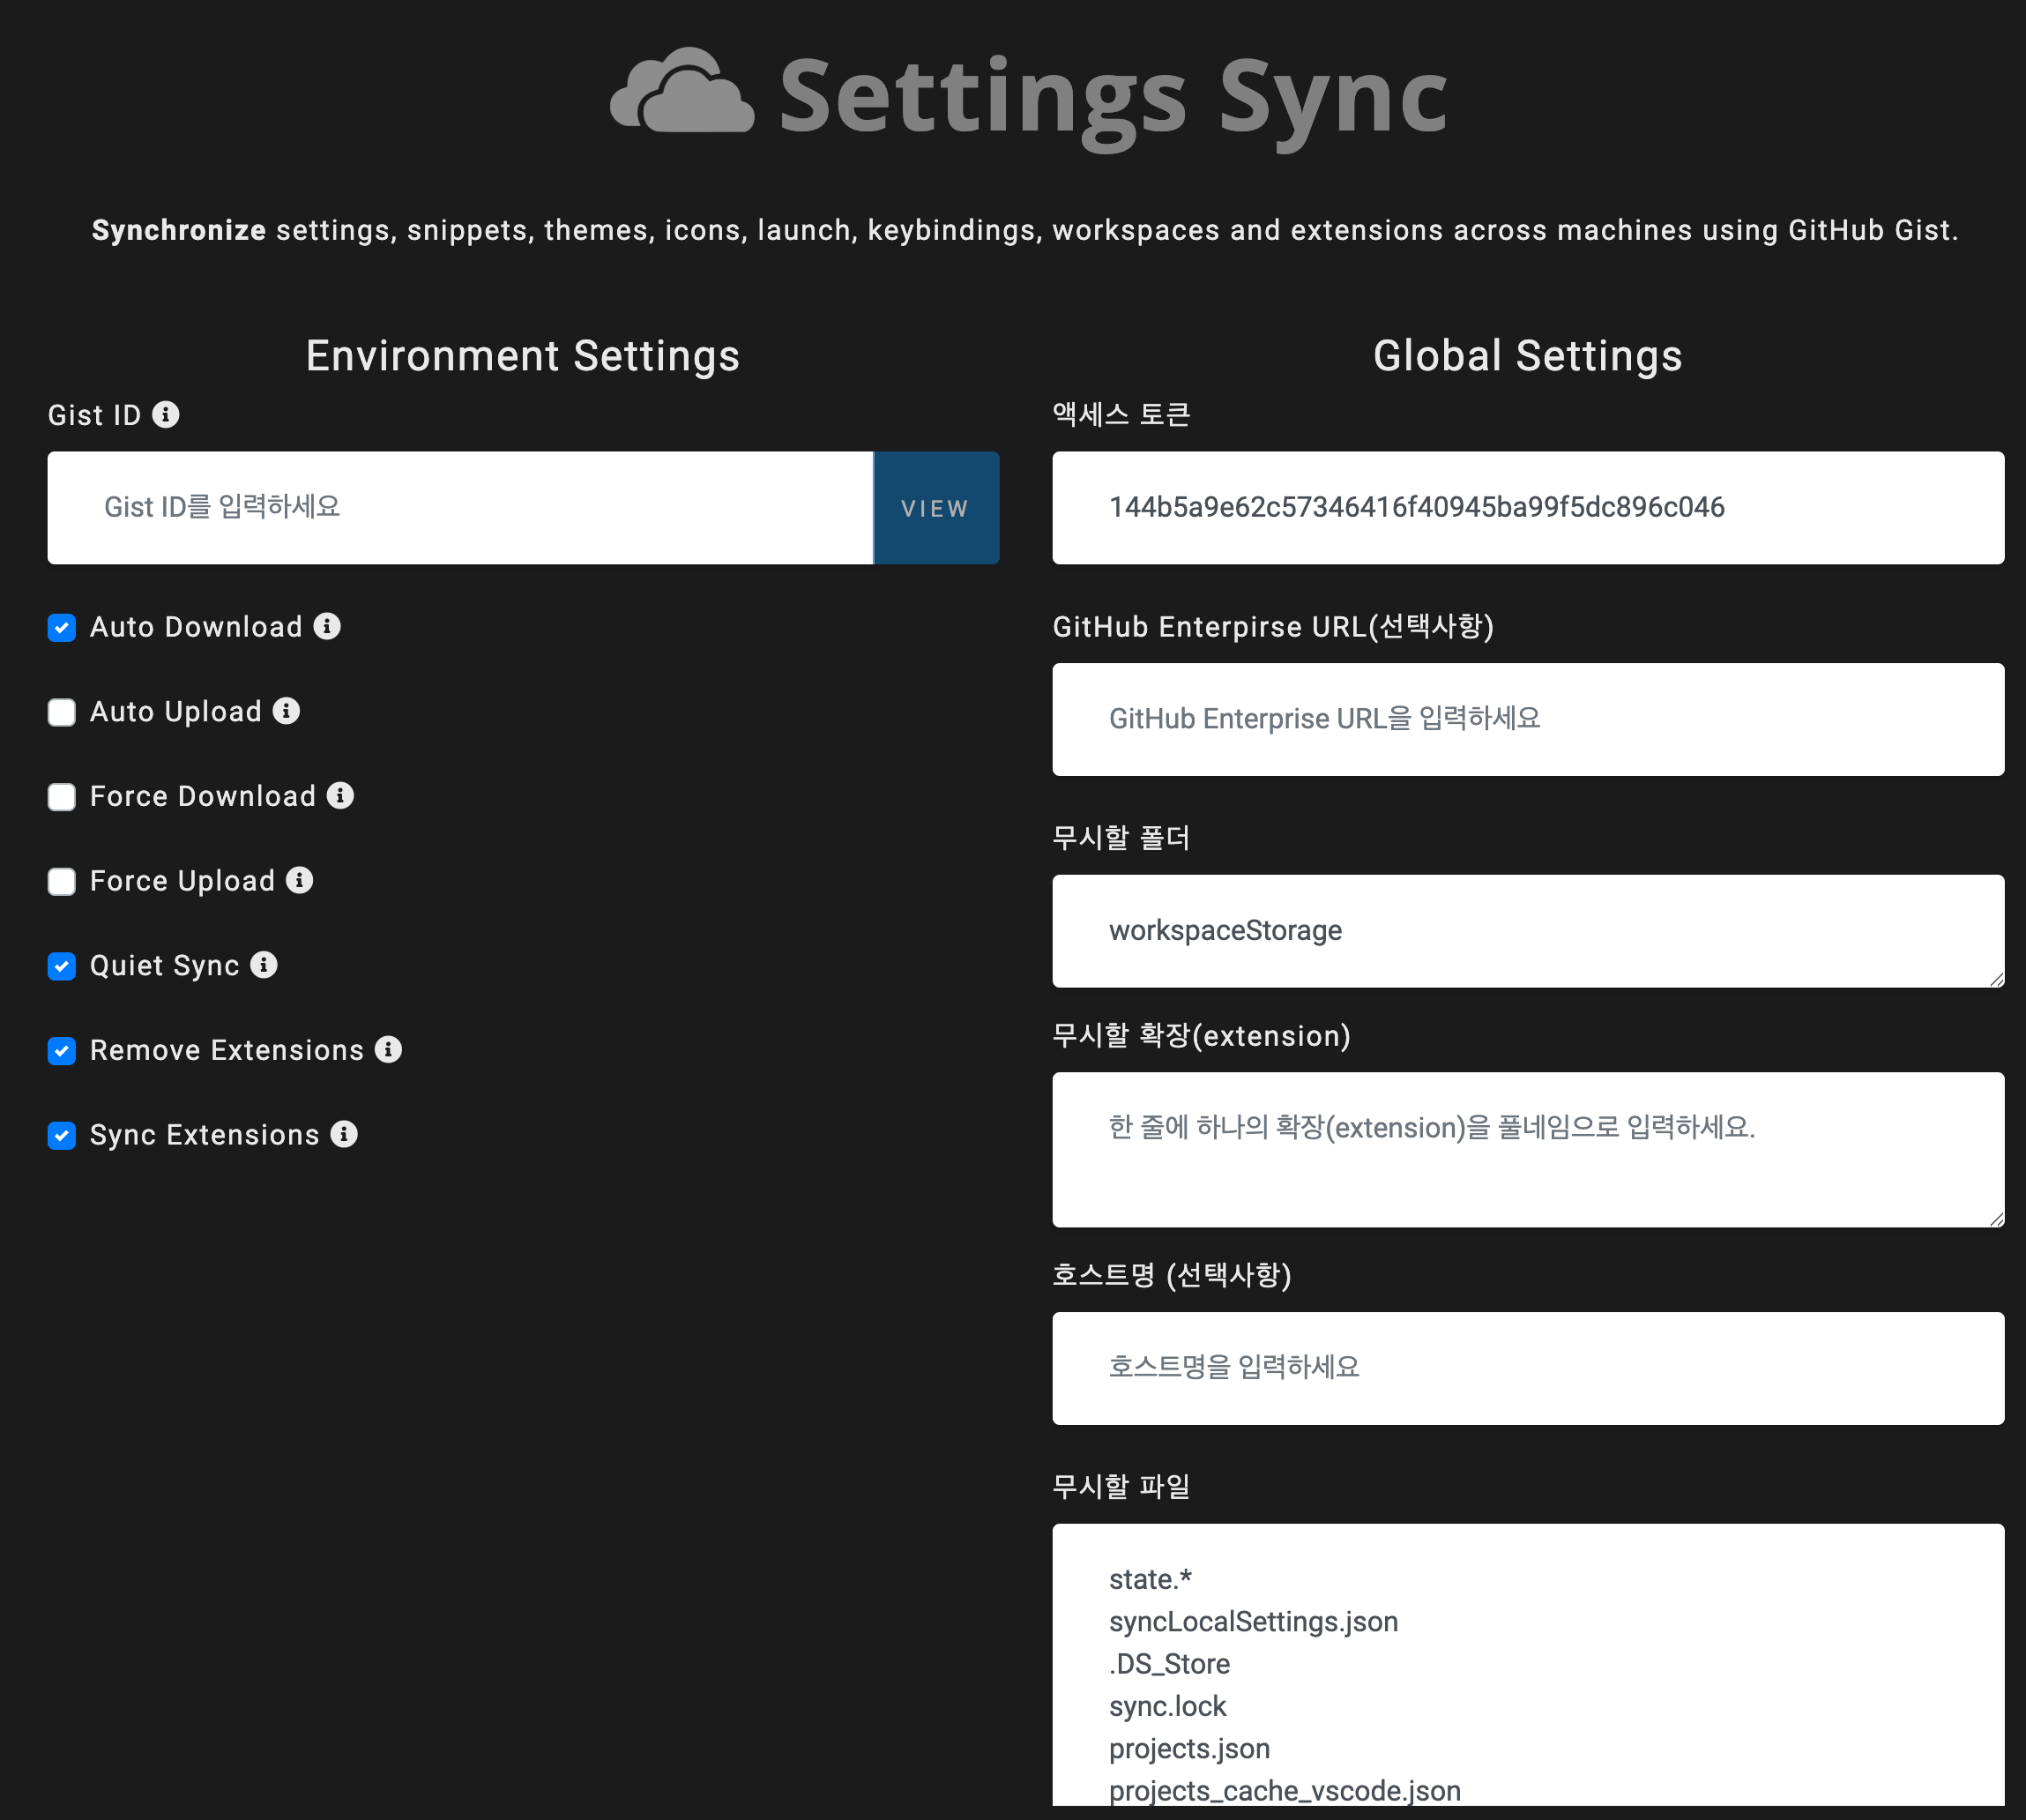 Settings Sync
Synchronize settings, snippets, themes, icons, launch, keybindings, workspaces and extensions across machines using GitHub Gist.
Environment Settings
Gist ID
Gist ID를 입력하세요
VIEW
Auto Download
Auto Upload
Force Download
Force Upload
Quiet Sync
Remove Extensions
Sync Extensions
Global Settings
액세스 토큰
144b5a9e62c57346416f40945ba99f5dc896c046
GitHub Enterpirse URL(선택사항)
GitHub Enterprise URL을 입력하세요
무시할 폴더
workspaceStorage
무시할 확장(extension)
한 줄에 하나의 확장(extension)을 풀네임으로 입력하세요.
호스트명 (선택사항)
호스트명을 입력하세요
무시할 파일
state.*
syncLocalSettings.json
.DS_Store
sync.lock
projects.json
projects_cache_vscode.json